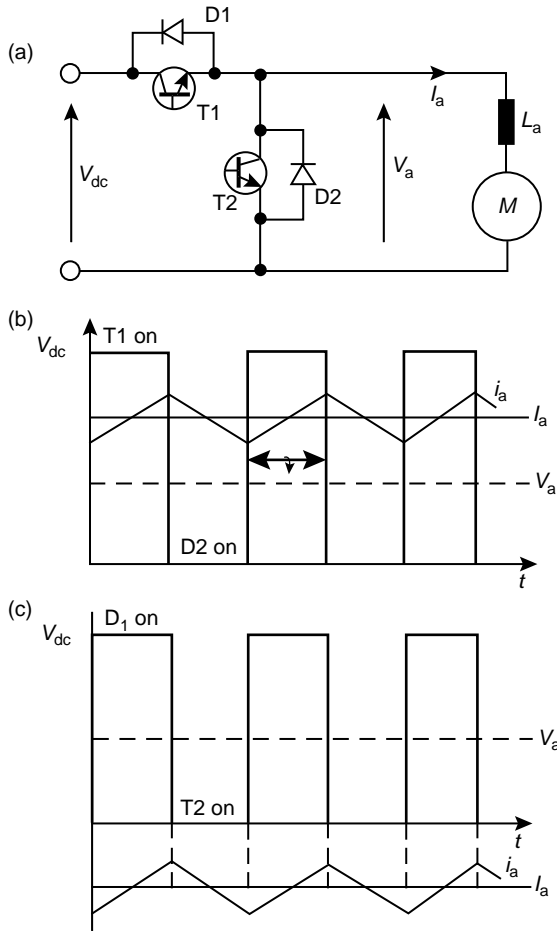 (a)
D1
T1
I_a
L_a
V_dc
T2
D2
V_a
M
(b)
V_dc
T1 on
i_a
I_a
V_a
D2 on
t
(c)
V_dc
D_1 on
V_a
T2 on
t
i_a
I_a